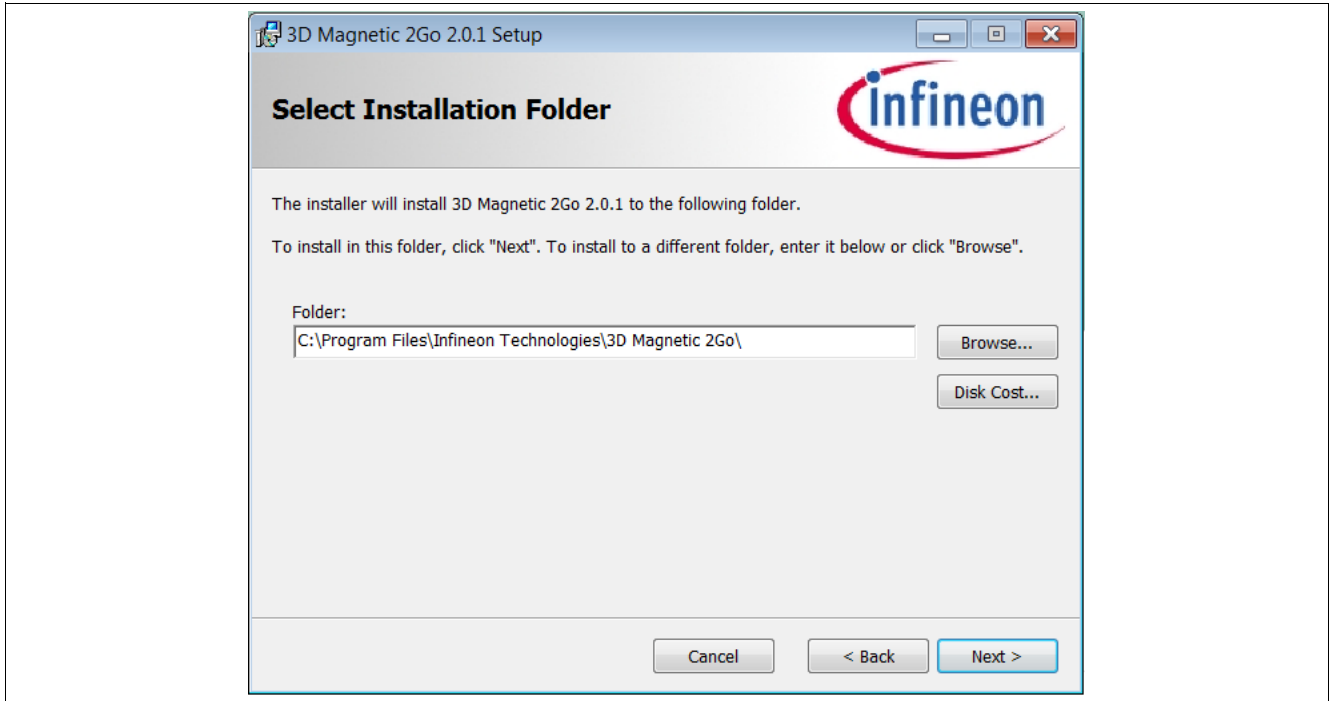 3D Magnetic 2Go 2.0.1 Setup
Select Installation Folder
infineon
The installer will install 3D Magnetic 2Go 2.0.1 to the following folder.
To install in this folder, click "Next". To install to a different folder, enter it below or click "Browse".
Folder:
C:\Program Files\Infineon Technologies\3D Magnetic 2Go\
Browse...
Disk Cost...
Cancel
< Back
Next >